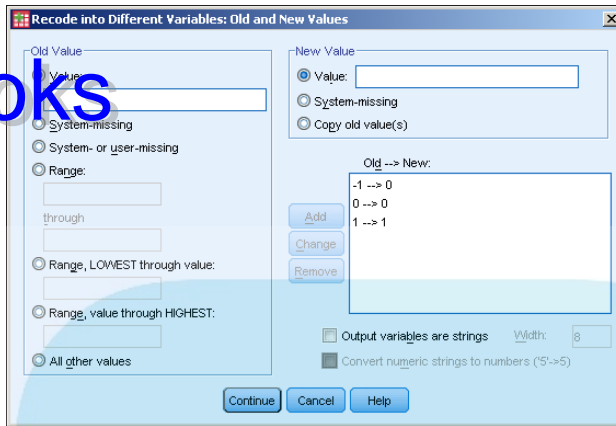 Recode into Different Variables: Old and New Values
Old Value
Value:
oks
System-missing
System- or user-missing
Range:
through
Range, LOWEST through value:
Range, value through HIGHEST:
All other values
New Value
Value:
System-missing
Copy old value(s)
Old --> New:
-1 --> 0
0 --> 0
1 --> 1
Add
Change
Remove
Output variables are strings Width: 8
Convert numeric strings to numbers ('5'->5)
Continue Cancel Help